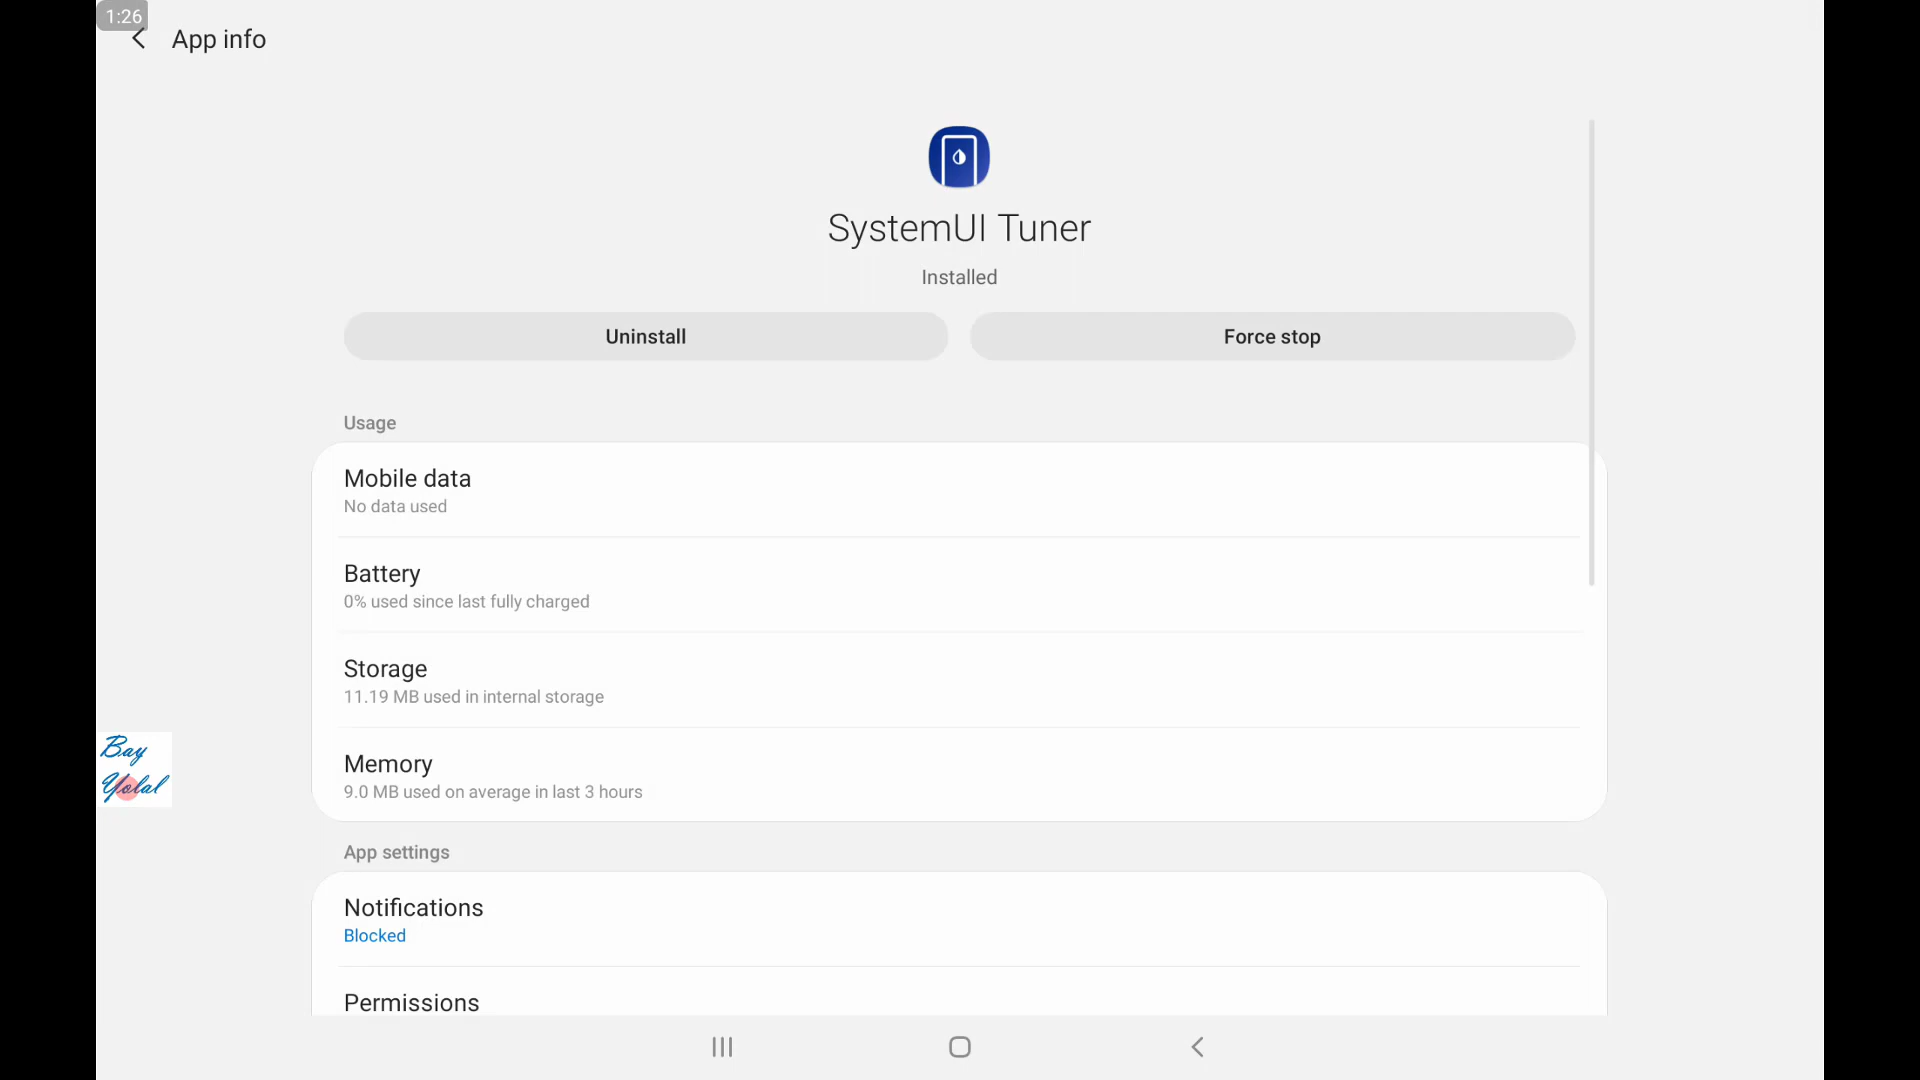 1:26
App info
SystemUI Tuner
Installed
Uninstall
Force stop
Usage
Mobile data
No data used
Battery
0% used since last fully charged
Storage
11.19 MB used in internal storage
Memory
9.0 MB used on average in last 3 hours
Bay
Yolal
App settings
Notifications
Blocked
Permissions